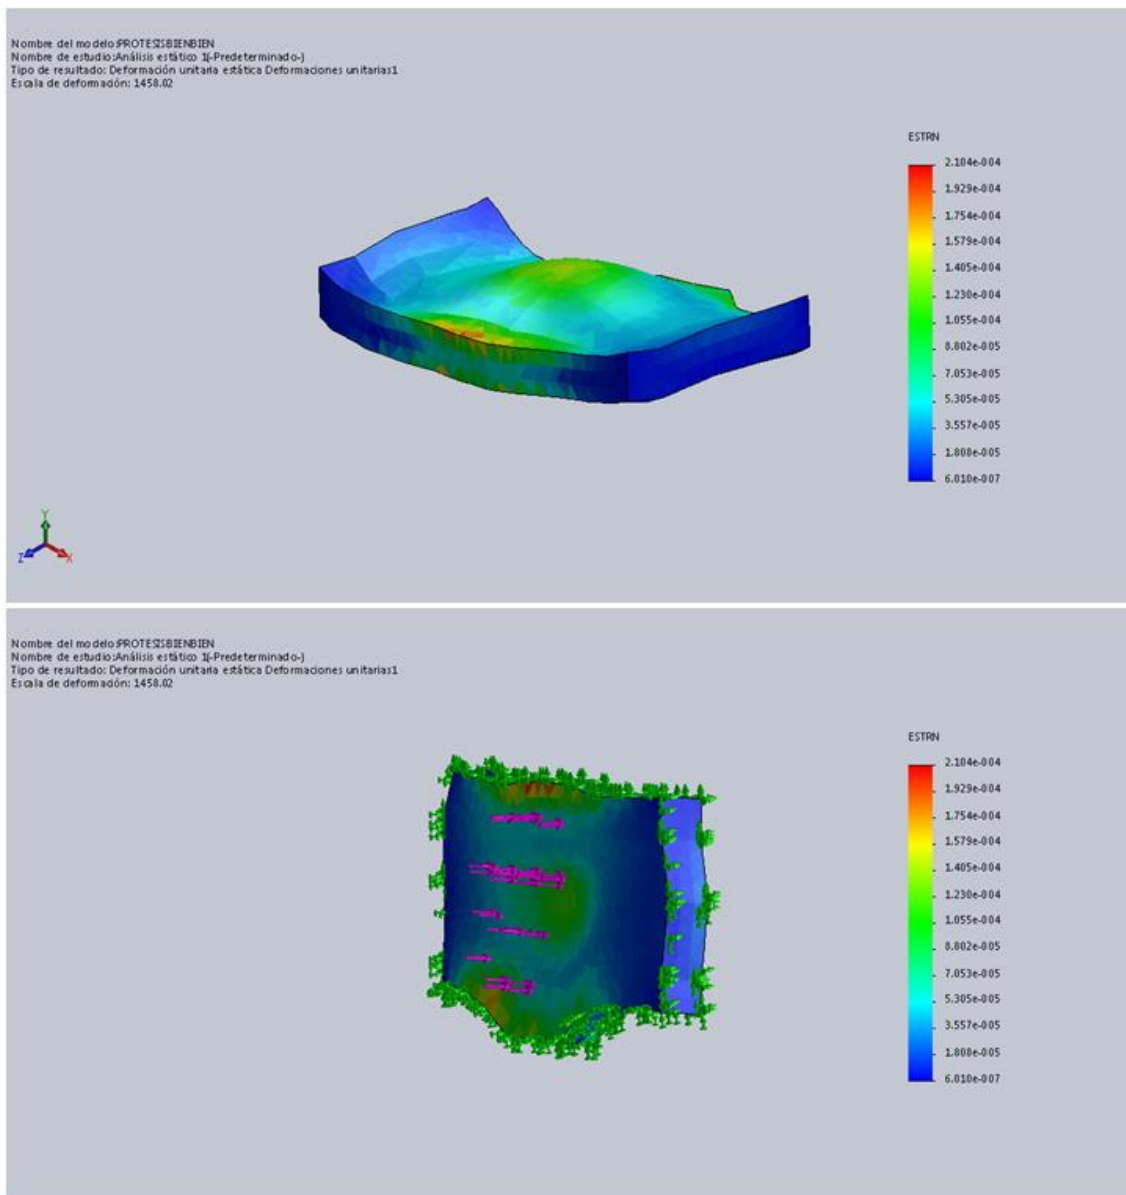 Nombre del modelo:PROTESISBIENBIEN
Nombre de estudio:Análisis estático 1(-Predeterminado-)
Tipo de resultado: Deformación unitaria estática Deformaciones unitarias1
Escala de deformación: 1458.02
ESTRN
2.104e-004
1.929e-004
1.754e-004
1.579e-004
1.405e-004
1.230e-004
1.055e-004
8.802e-005
7.053e-005
5.305e-005
3.557e-005
1.808e-005
6.010e-007
Y
Z
X
Nombre del modelo:PROTESISBIENBIEN
Nombre de estudio:Análisis estático 1(-Predeterminado-)
Tipo de resultado: Deformación unitaria estática Deformaciones unitarias1
Escala de deformación: 1458.02
ESTRN
2.104e-004
1.929e-004
1.754e-004
1.579e-004
1.405e-004
1.230e-004
1.055e-004
8.802e-005
7.053e-005
5.305e-005
3.557e-005
1.808e-005
6.010e-007